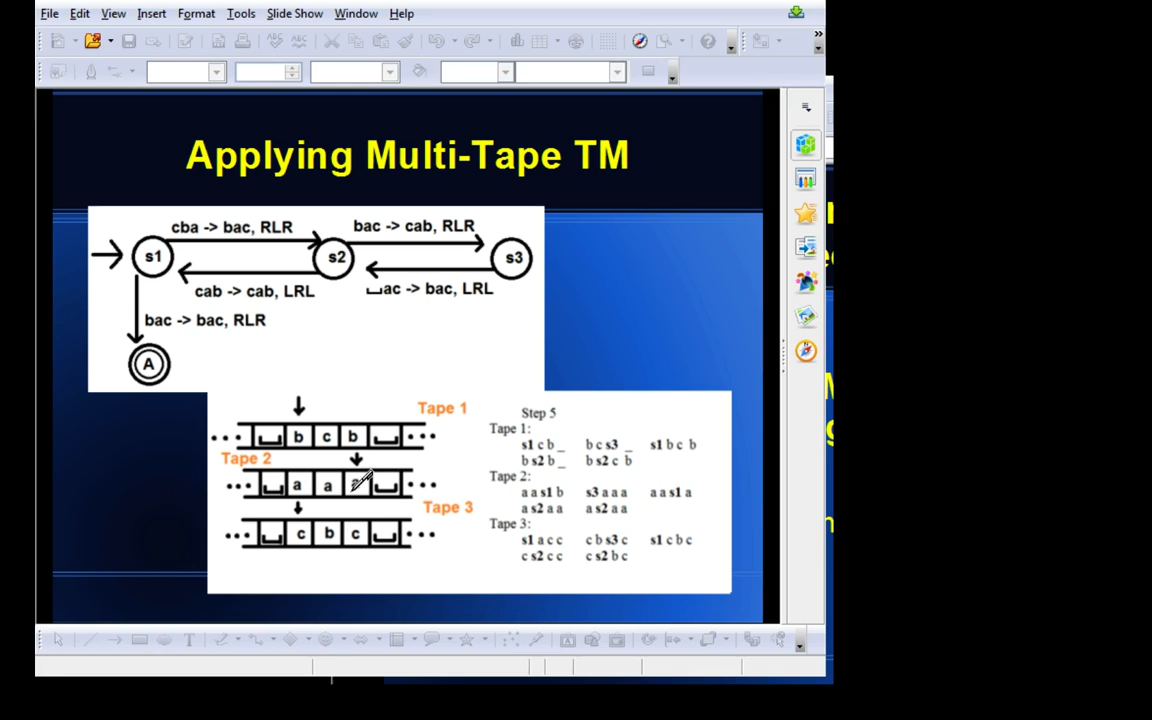 File Edit View Insert Format Tools Slide Show Window Help
Applying Multi-Tape TM
cba -> bac, RLR
bac -> cab, RLR
s1
s2
s3
cab -> cab, LRL
⎵ac -> bac, LRL
bac -> bac, RLR
A
Tape 1
b c b
Tape 2
a a
Tape 3
c b c
Step 5
Tape 1:
s1 c b _ b c s3 _ s1 b c b
b s2 b _ b s2 c b
Tape 2:
a a s1 b s3 a a a a a s1 a
a s2 a a a s2 a a
Tape 3:
s1 a c c c b s3 c s1 c b c
c s2 c c c s2 b c